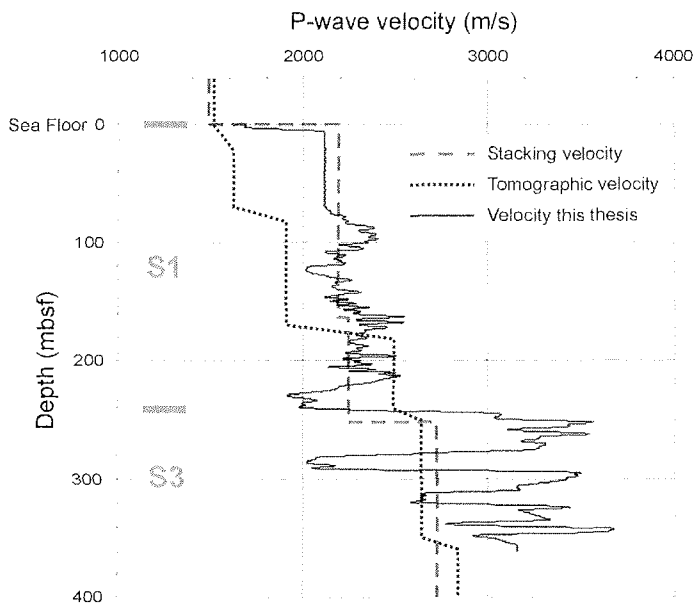 P-wave velocity (m/s)
1000 2000 3000 4000
Sea Floor 0
Stacking velocity
Tomographic velocity
Velocity this thesis
100
S1
Depth (mbsf)
200
300
S3
400